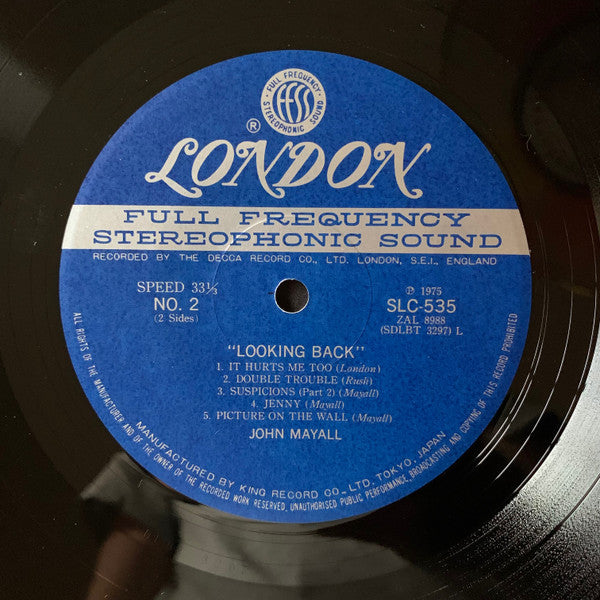 FULL FREQUENCY
ffss
STEREOPHONIC SOUND
®
LONDON
FULL FREQUENCY
STEREOPHONIC SOUND
RECORDED BY THE DECCA RECORD CO., LTD. LONDON, S.E.I., ENGLAND
SPEED 33⅓
NO. 2
(2 Sides)
Ⓟ 1975
SLC-535
ZAL 8988
(SDLBT 3297) L
"LOOKING BACK"
1. IT HURTS ME TOO (London)
2. DOUBLE TROUBLE (Rush)
3. SUSPICIONS (Part 2) (Mayall)
4. JENNY (Mayall)
5. PICTURE ON THE WALL (Mayall)
JOHN MAYALL
MANUFACTURED BY KING RECORD CO., LTD. TOKYO, JAPAN
ALL RIGHTS OF THE MANUFACTURER AND OF THE OWNER OF THE RECORDED WORK RESERVED. UNAUTHORISED PUBLIC PERFORMANCE, BROADCASTING AND COPYING OF THIS RECORD PROHIBITED